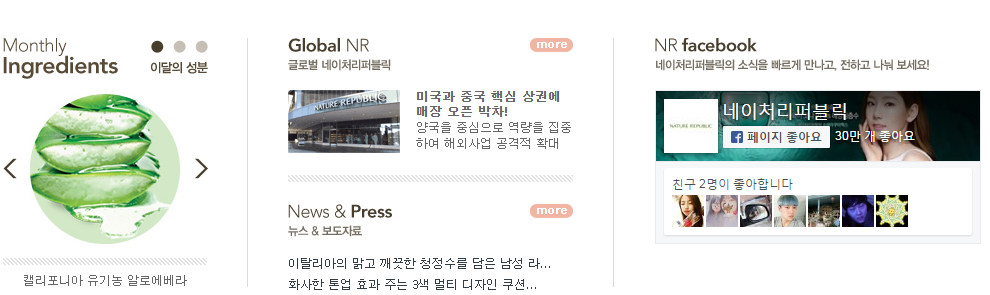 Monthly
Ingredients 이달의 성분
캘리포니아 유기농 알로에베라
Global NR more
글로벌 네이처리퍼블릭
NATURE REPUBLIC
미국과 중국 핵심 상권에
매장 오픈 박차!
양국을 중심으로 역량을 집중
하여 해외사업 공격적 확대
News & Press more
뉴스 & 보도자료
이탈리아의 맑고 깨끗한 청정수를 담은 남성 라...
화사한 톤업 효과 주는 3색 멀티 디자인 쿠션...
NR facebook
네이처리퍼블릭의 소식을 빠르게 만나고, 전하고 나눠 보세요!
NATURE REPUBLIC
네이처리퍼블릭
페이지 좋아요 30만 개 좋아요
친구 2명이 좋아합니다